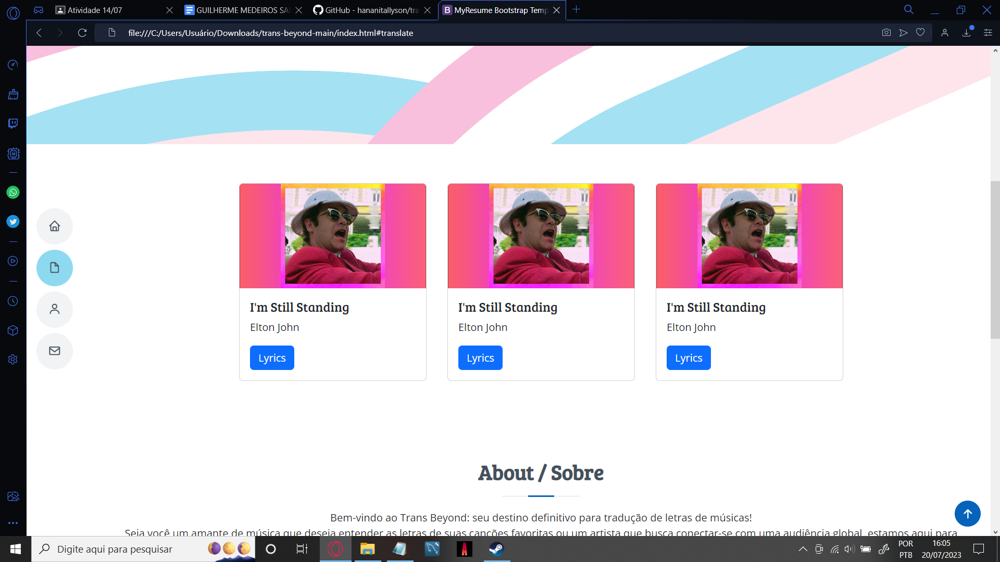 Atividade 14/07
GUILHERME MEDEIROS SA
GitHub - hananitallyson/tra
B MyResume Bootstrap Temp
file:///C:/Users/Usuário/Downloads/trans-beyond-main/index.html#translate
I'm Still Standing
Elton John
Lyrics
I'm Still Standing
Elton John
Lyrics
I'm Still Standing
Elton John
Lyrics
About / Sobre
Bem-vindo ao Trans Beyond: seu destino definitivo para tradução de letras de músicas!
Seja você um amante de música que deseja entender as letras de suas canções favoritas ou um artista que busca conectar-se com uma audiência global, estamos aqui para
Digite aqui para pesquisar
POR
PTB
16:05
20/07/2023